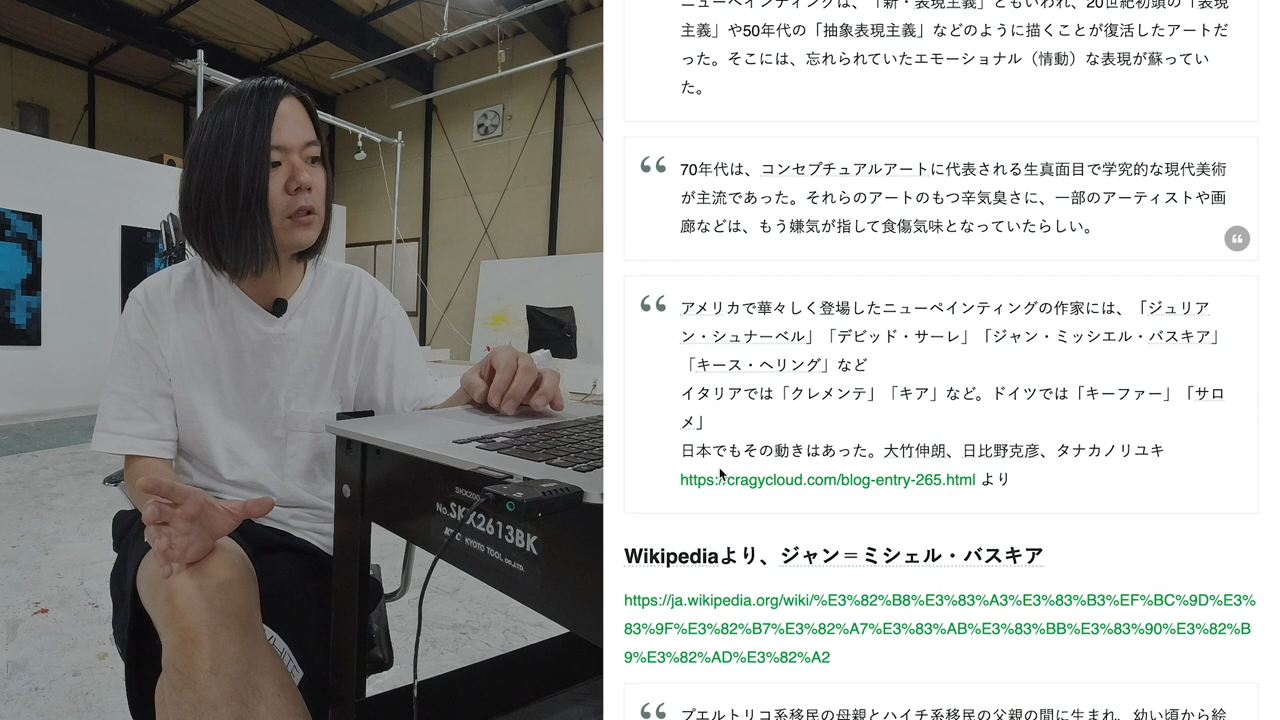 ニューペインティングは、「新・表現主義」ともいわれ、20世紀初頭の「表現
主義」や50年代の「抽象表現主義」などのように描くことが復活したアートだ
った。そこには、忘れられていたエモーショナル（情動）な表現が蘇ってい
た。
70年代は、コンセプチュアルアートに代表される生真面目で学究的な現代美術
が主流であった。それらのアートのもつ辛気臭さに、一部のアーティストや画
廊などは、もう嫌気が指して食傷気味となっていたらしい。
アメリカで華々しく登場したニューペインティングの作家には、「ジュリア
ン・シュナーベル」「デビッド・サーレ」「ジャン・ミッシエル・バスキア」
「キース・ヘリング」など
イタリアでは「クレメンテ」「キア」など。ドイツでは「キーファー」「サロ
メ」
日本でもその動きはあった。大竹伸朗、日比野克彦、タナカノリユキ
https://cragycloud.com/blog-entry-265.html より
Wikipediaより、ジャン＝ミシェル・バスキア
https://ja.wikipedia.org/wiki/%E3%82%B8%E3%83%A3%E3%83%B3%EF%BC%9D%E3%
83%9F%E3%82%B7%E3%82%A7%E3%83%AB%E3%83%BB%E3%83%90%E3%82%B
9%E3%82%AD%E3%82%A2
プエルトリコ系移民の母親とハイチ系移民の父親の間に生まれ、幼い頃から絵
No.SKX2613BK
KTC KYOTO TOOL CO.,LTD.